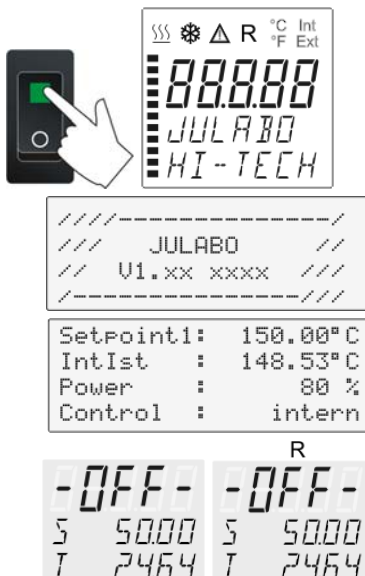 R °C Int
°F Ext
88888
JULABO
HI-TECH
////---------------/
/// JULABO //
// V1.xx xxxx ///
/---------------///
Setpoint1: 150.00°C
IntIst : 148.53°C
Power : 80 %
Control : intern
R
-OFF- -OFF-
S 50.00 S 50.00
I 24.64 I 24.64